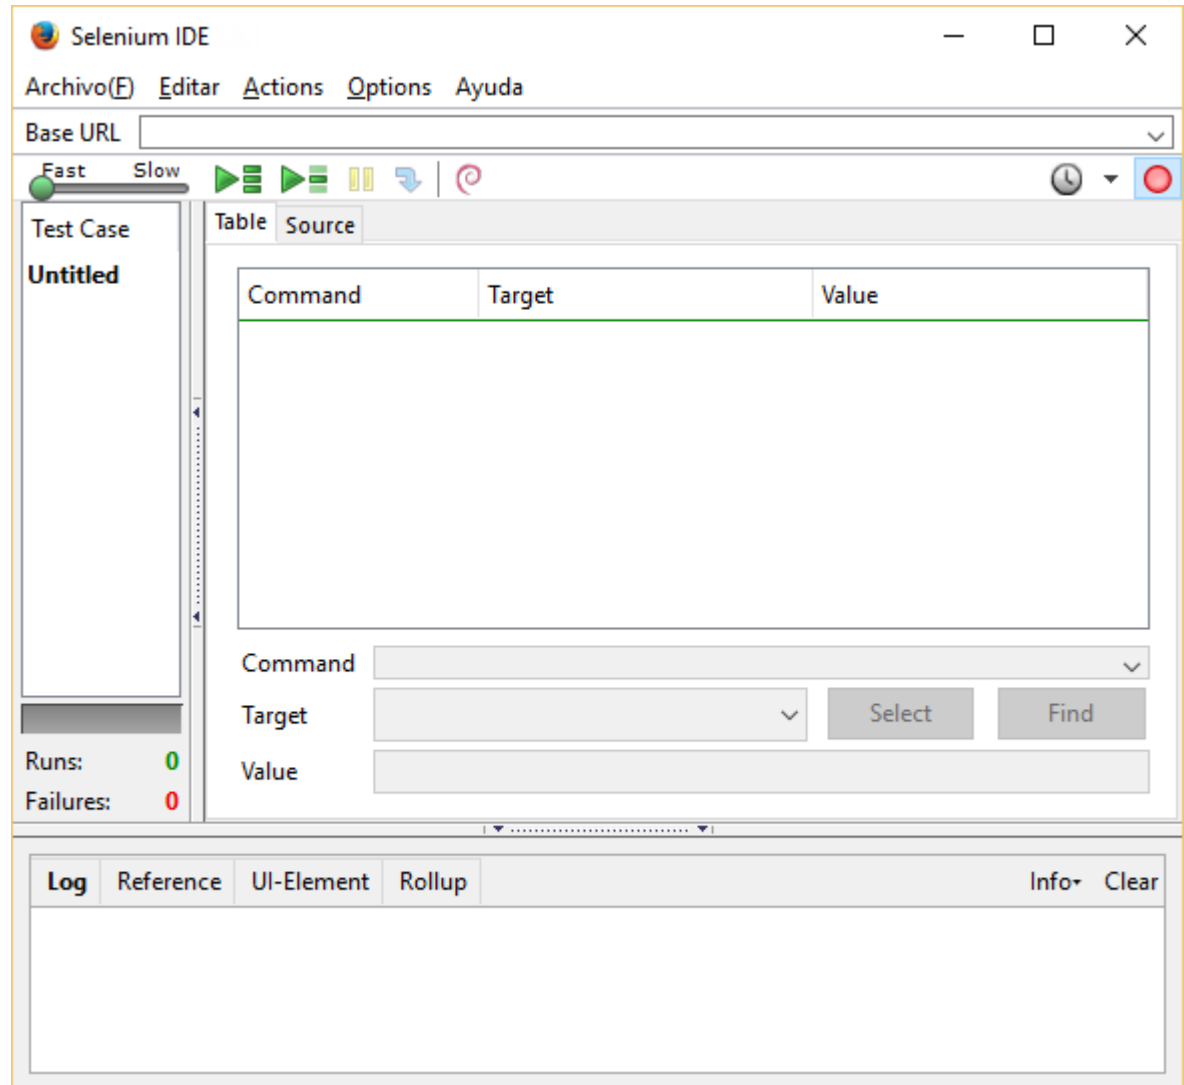 Selenium IDE
Archivo(F) Editar Actions Options Ayuda
Base URL
Fast Slow
Test Case
Untitled
Table Source
Command Target Value
Command
Target Select Find
Value
Runs: 0
Failures: 0
Log Reference UI-Element Rollup Info Clear